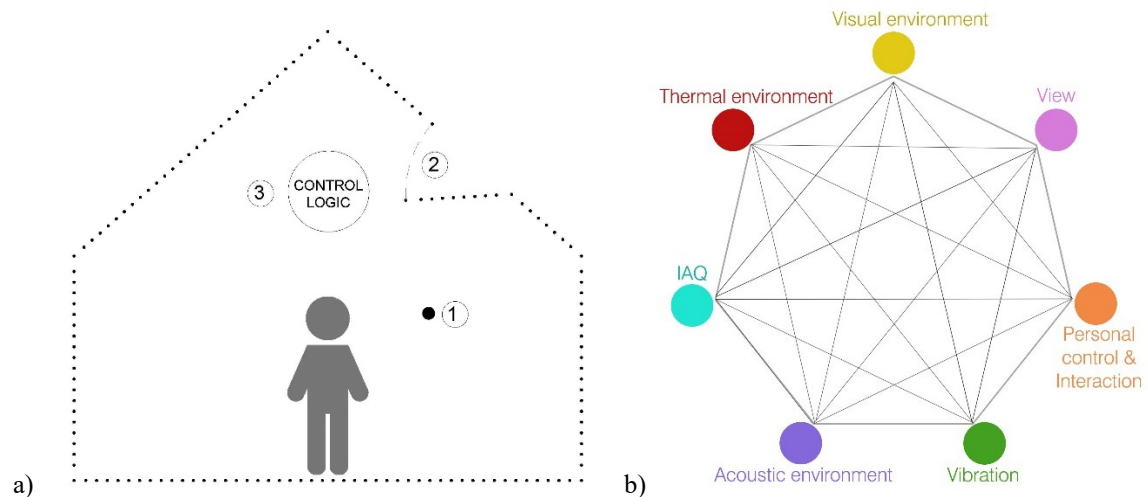 CONTROL
LOGIC
3
2
1
a)
Visual environment
Thermal environment
View
IAQ
Personal
control &
Interaction
Acoustic environment
Vibration
b)